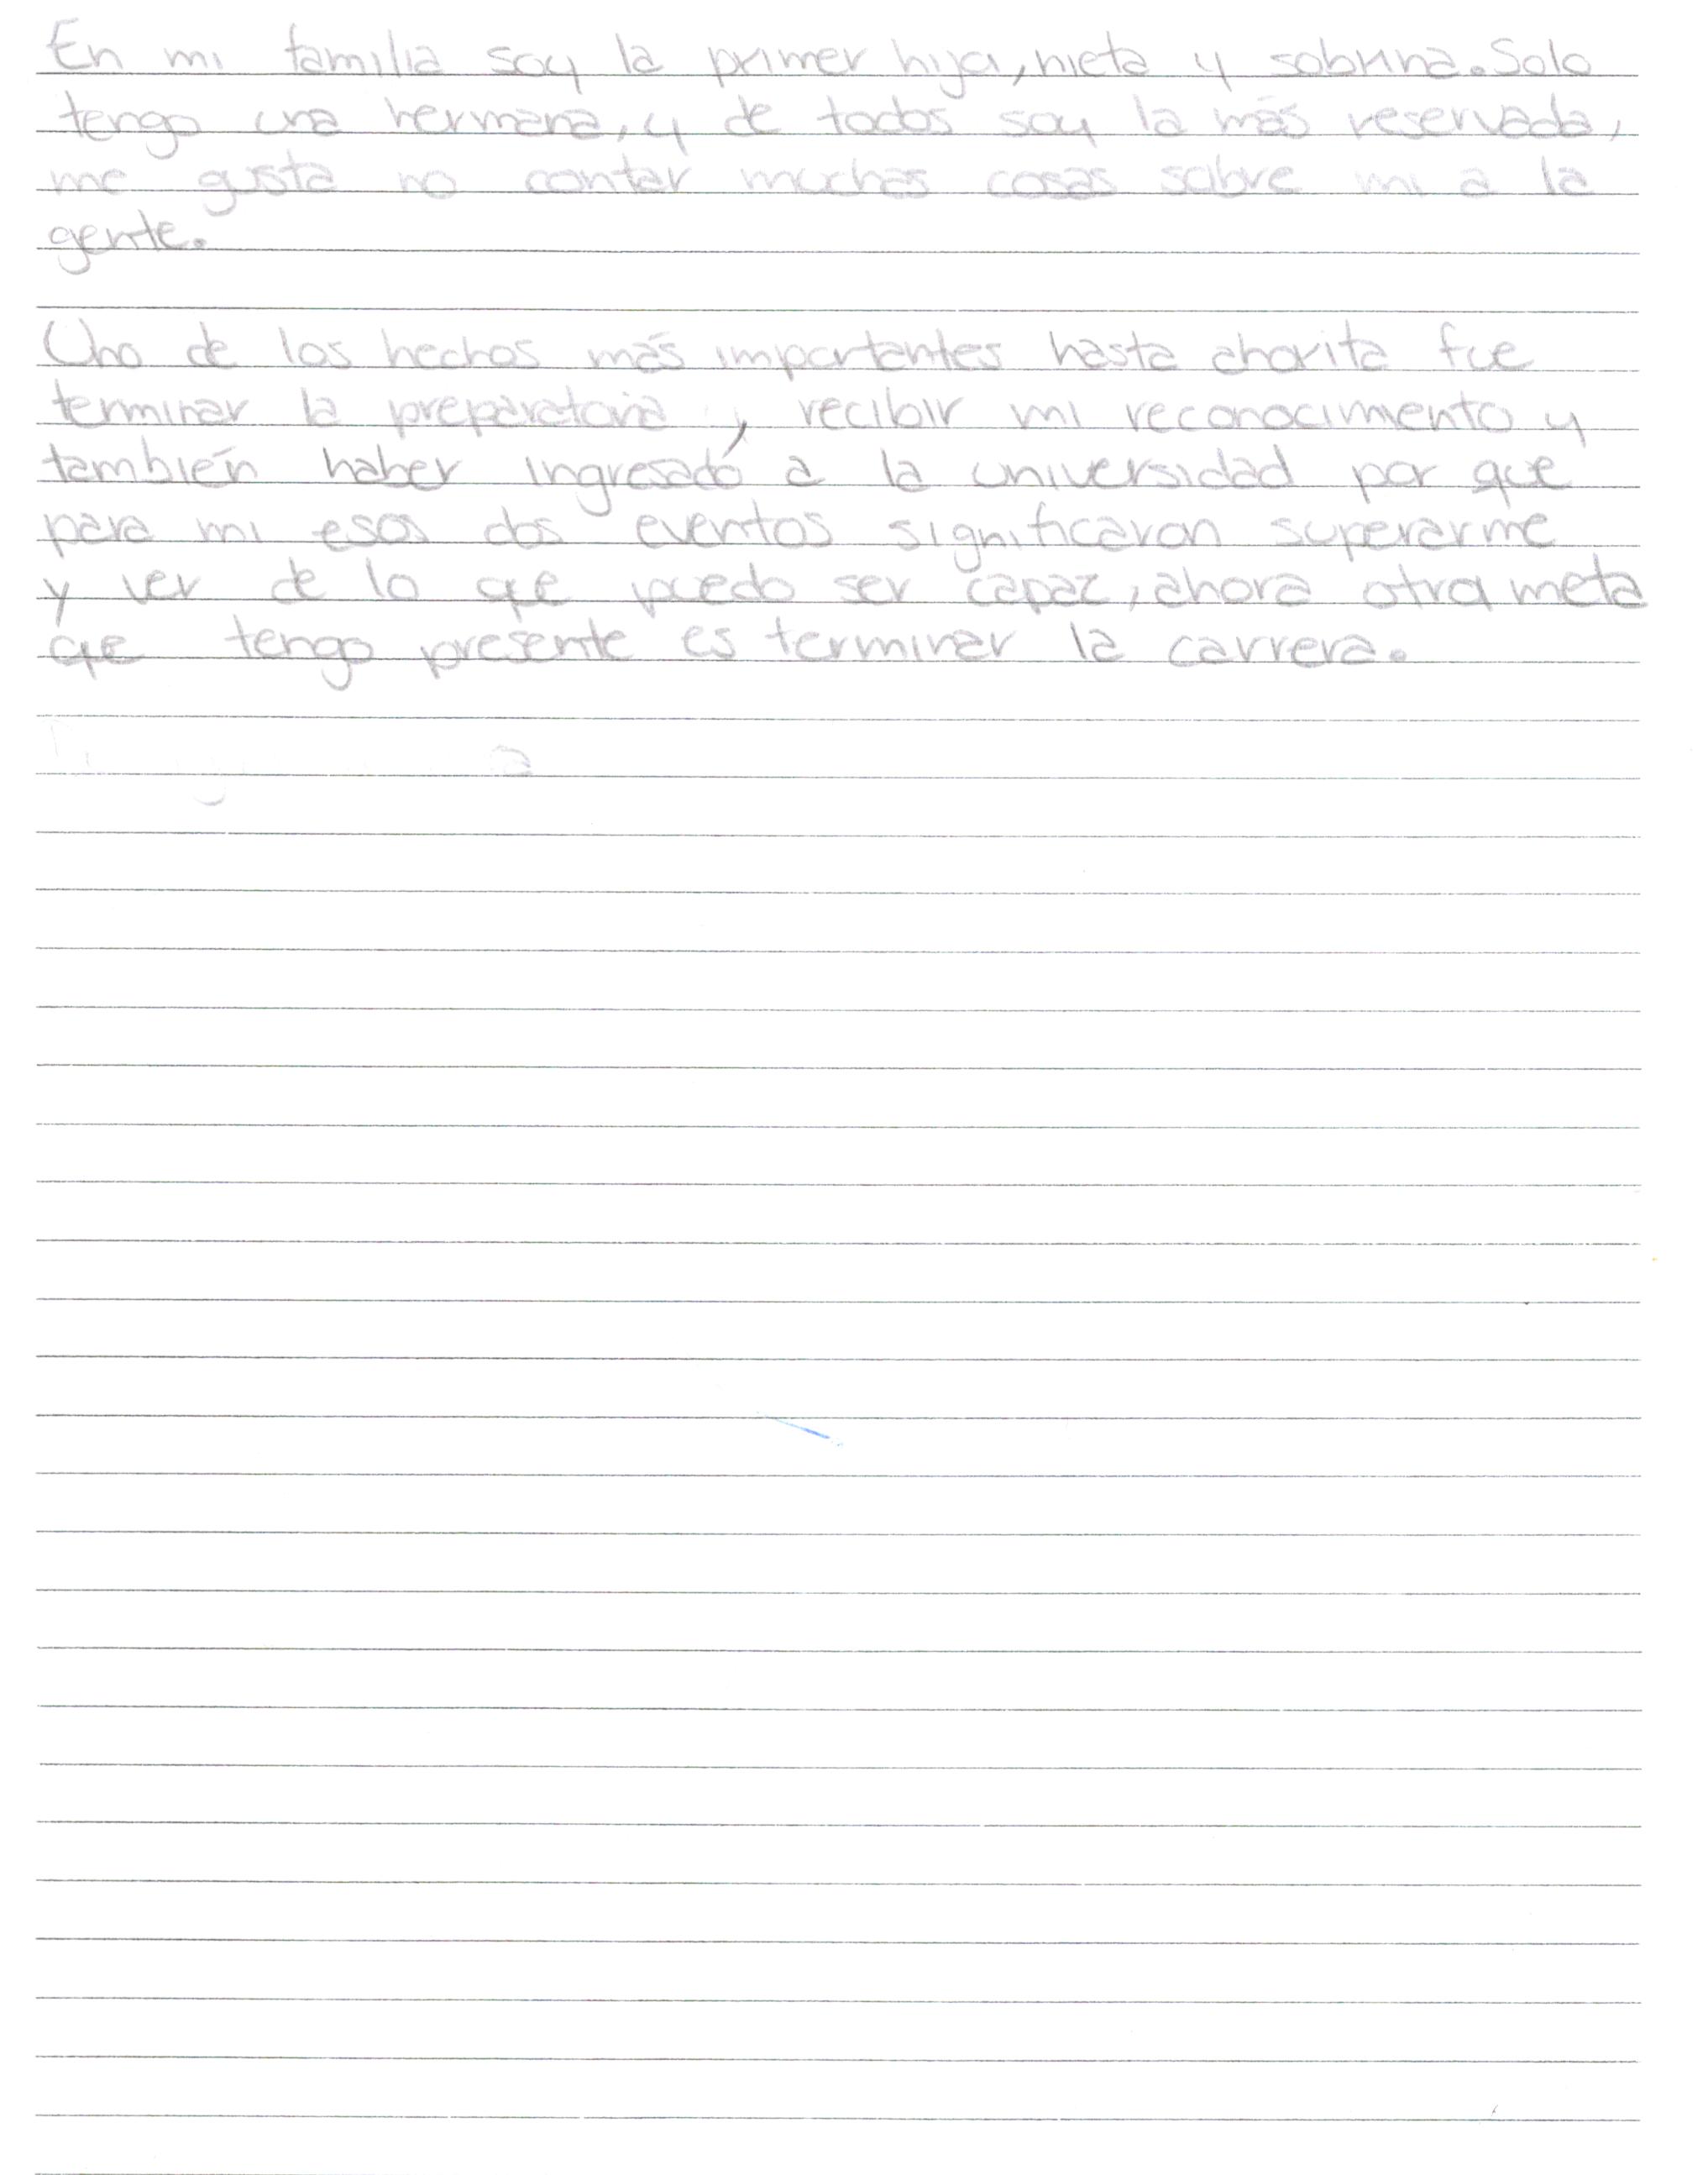 En mi familia soy la primer hija, nieta y sobrina. Solo
tengo una hermana, y de todos soy la más reservada,
me gusta no contar muchas cosas sobre mi a la
gente.
Uno de los hechos más importantes hasta ahorita fue
terminar la preparatoria, recibir mi reconocimento y
también haber ingresadó a la universidad por que
para mi esos dos eventos significaron superarme
y ver de lo que puedo ser capaz, ahora otra meta
que tengo presente es terminar la carrera.